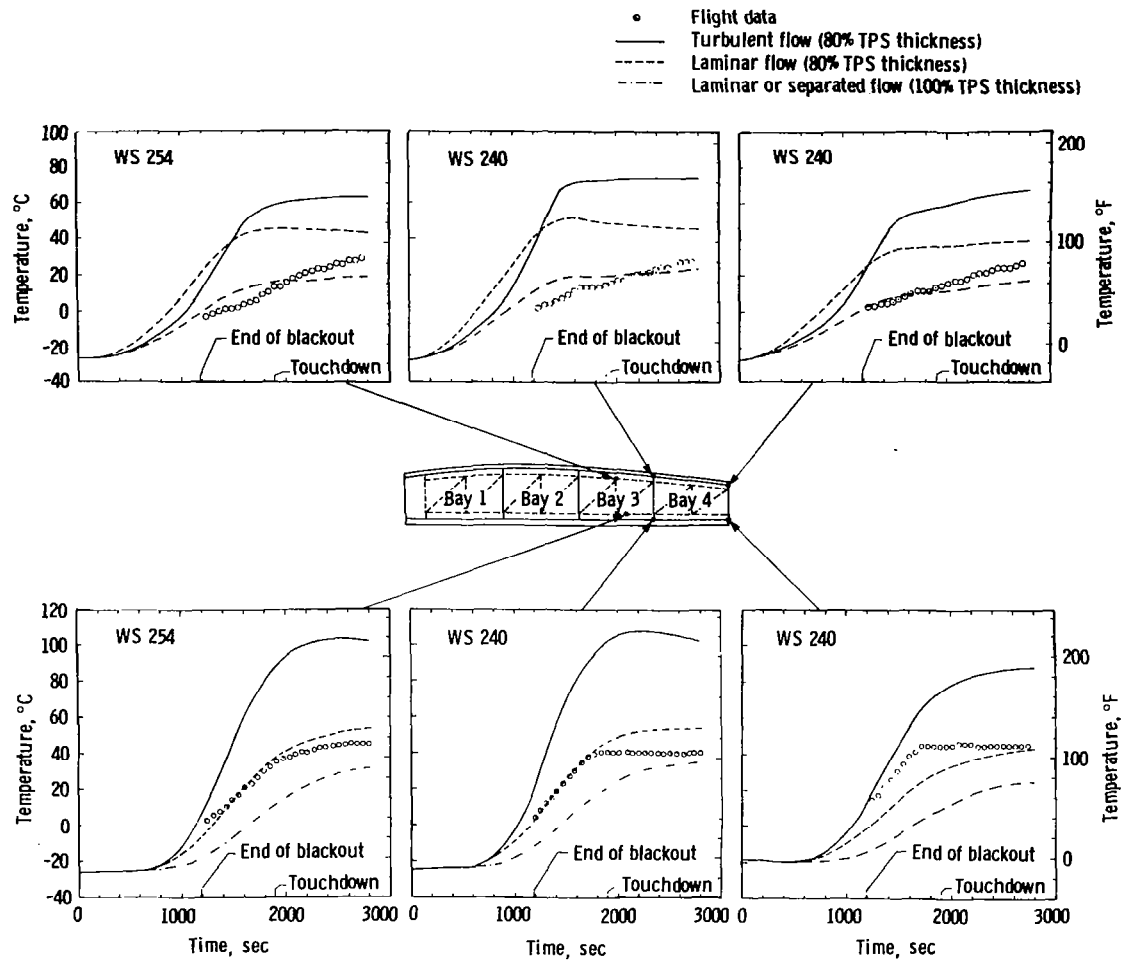 Flight data
Turbulent flow (80% TPS thickness)
Laminar flow (80% TPS thickness)
Laminar or separated flow (100% TPS thickness)
100
80
60
40
20
0
-20
-40
Temperature, °C
WS 254
End of blackout
Touchdown
WS 240
End of blackout
Touchdown
WS 240
End of blackout
Touchdown
200
100
0
Temperature, °F
Bay 1
Bay 2
Bay 3
Bay 4
120
100
80
60
40
20
0
-20
-40
Temperature, °C
WS 254
End of blackout
Touchdown
0
1000
2000
3000
Time, sec
WS 240
End of blackout
Touchdown
0
1000
2000
3000
Time, sec
WS 240
End of blackout
Touchdown
0
1000
2000
3000
Time, sec
200
100
0
Temperature, °F